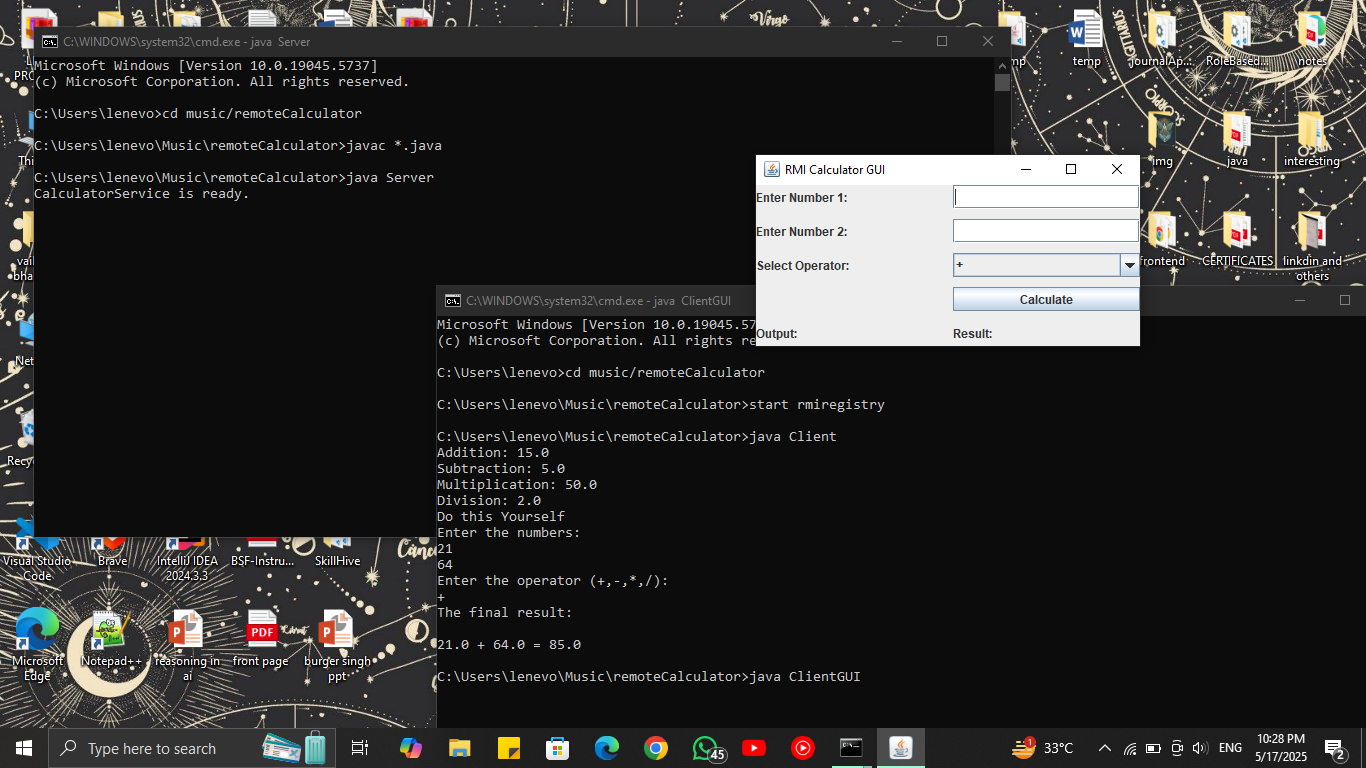 Virgo
C:\WINDOWS\system32\cmd.exe - java Server
Microsoft Windows [Version 10.0.19045.5737]
(c) Microsoft Corporation. All rights reserved.
C:\Users\lenevo>cd music/remoteCalculator
C:\Users\lenevo\Music\remoteCalculator>javac *.java
C:\Users\lenevo\Music\remoteCalculator>java Server
CalculatorService is ready.
temp
JournalAp...
RoleBased...
notes
SAGITTARIUS
SCORPIO
LIBRA
img
java
interesting
frontend
CERTIFICATES
linkdin and
others
RMI Calculator GUI
Enter Number 1:
Enter Number 2:
Select Operator:
+
Calculate
Output:
Result:
C:\WINDOWS\system32\cmd.exe - java ClientGUI
Microsoft Windows [Version 10.0.19045.57
(c) Microsoft Corporation. All rights re
C:\Users\lenevo>cd music/remoteCalculator
C:\Users\lenevo\Music\remoteCalculator>start rmiregistry
C:\Users\lenevo\Music\remoteCalculator>java Client
Addition: 15.0
Subtraction: 5.0
Multiplication: 50.0
Division: 2.0
Do this Yourself
Enter the numbers:
21
64
Enter the operator (+,-,*,/):
+
The final result:
21.0 + 64.0 = 85.0
C:\Users\lenevo\Music\remoteCalculator>java ClientGUI
Visual Studio
Code
Brave
IntelliJ IDEA
2024.3.3
BSF-Instru...
SkillHive
Cancer
Microsoft
Edge
Notepad++
reasoning in
ai
PDF
front page
burger singh
ppt
Type here to search
45
1
33°C
ENG
10:28 PM
5/17/2025
2